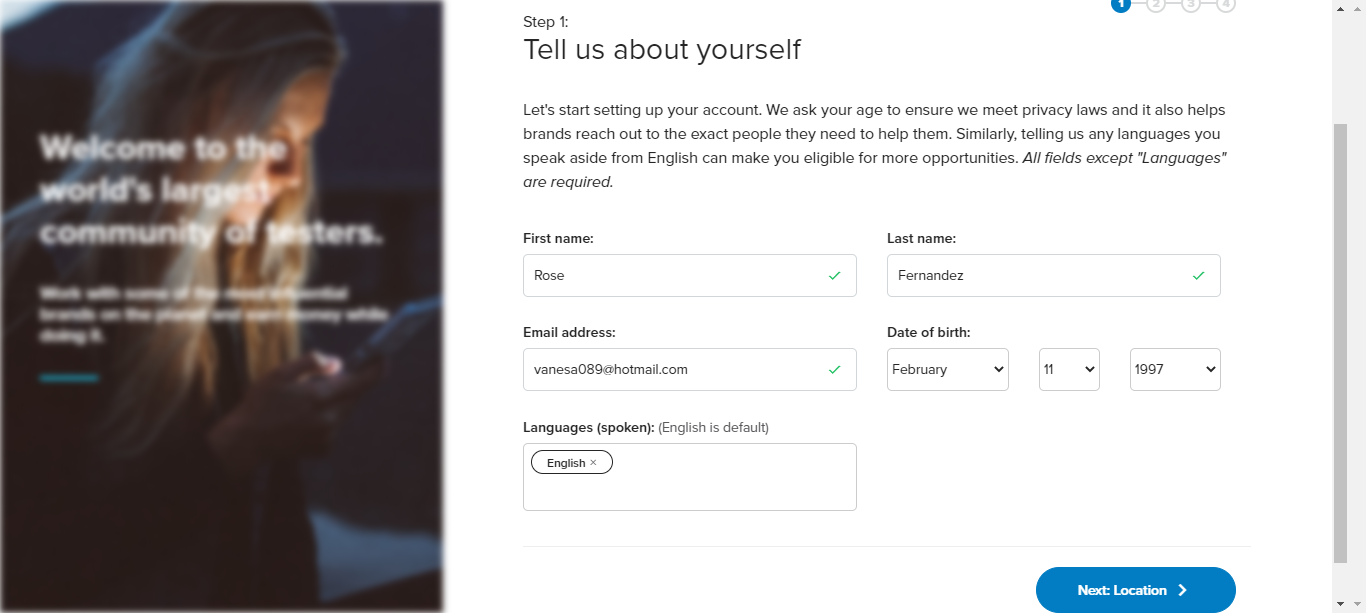 Welcome to the
world's largest
community of testers.
Work with some of the most influential
brands on the planet and earn money while
doing it.
1 2 3 4
Step 1:
Tell us about yourself
Let's start setting up your account. We ask your age to ensure we meet privacy laws and it also helps
brands reach out to the exact people they need to help them. Similarly, telling us any languages you
speak aside from English can make you eligible for more opportunities. All fields except "Languages"
are required.
First name:
Last name:
Rose
Fernandez
Email address:
Date of birth:
vanesa089@hotmail.com
February
11
1997
Languages (spoken): (English is default)
English ×
Next: Location